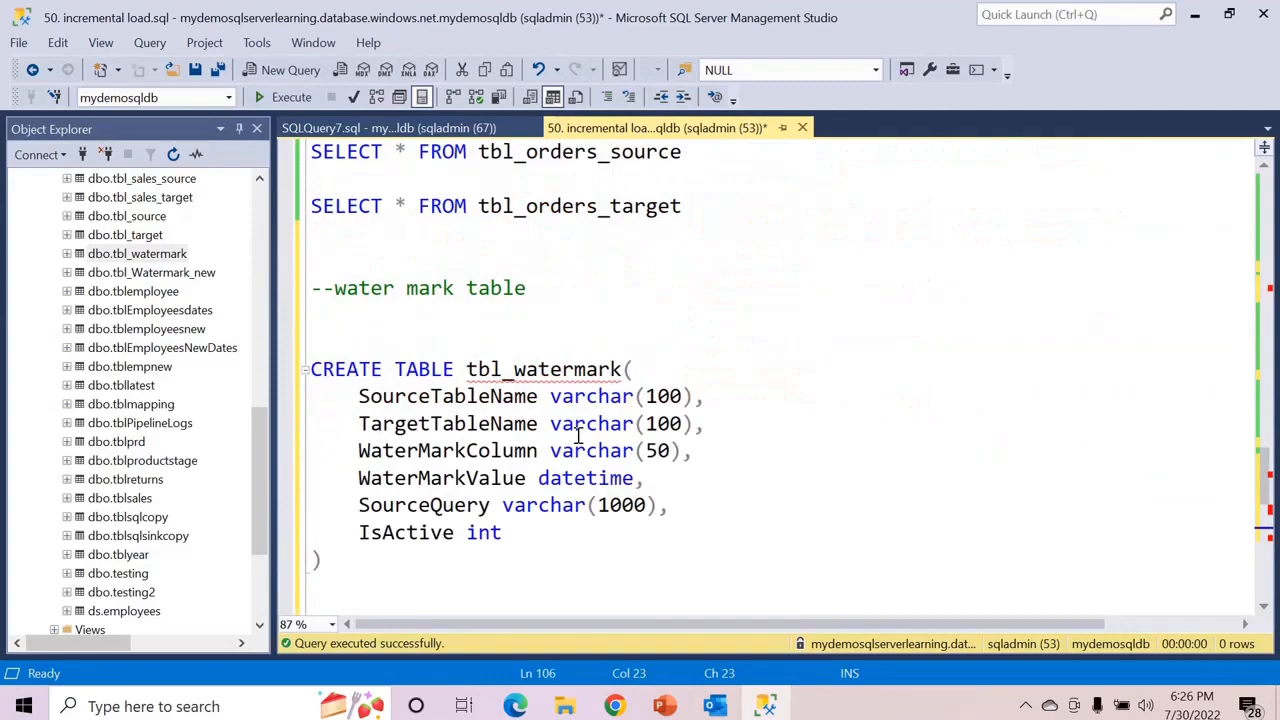 50. incremental load.sql - mydemosqlserverlearning.database.windows.net.mydemosqldb (sqladmin (53))* - Microsoft SQL Server Management Studio
Quick Launch (Ctrl+Q)
File Edit View Query Project Tools Window Help
New Query MDX DMX XMLA DAX NULL
mydemosqldb Execute
Object Explorer
SQLQuery7.sql - my...ldb (sqladmin (67))
50. incremental loa...qldb (sqladmin (53))*
Connect
dbo.tbl_sales_source
dbo.tbl_sales_target
dbo.tbl_source
dbo.tbl_target
dbo.tbl_watermark
dbo.tbl_Watermark_new
dbo.tblemployee
dbo.tblEmployeesdates
dbo.tblemployeesnew
dbo.tblEmployeesNewDates
dbo.tblempnew
dbo.tbllatest
dbo.tblmapping
dbo.tblPipelineLogs
dbo.tblprd
dbo.tblproductstage
dbo.tblreturns
dbo.tblsales
dbo.tblsqlcopy
dbo.tblsqlsinkcopy
dbo.tblyear
dbo.testing
dbo.testing2
ds.employees
Views
SELECT * FROM tbl_orders_source
SELECT * FROM tbl_orders_target
--water mark table
CREATE TABLE tbl_watermark(
SourceTableName varchar(100),
TargetTableName varchar(100),
WaterMarkColumn varchar(50),
WaterMarkValue datetime,
SourceQuery varchar(1000),
IsActive int
)
87 %
Query executed successfully.
mydemosqlserverlearning.dat... sqladmin (53) mydemosqldb 00:00:00 0 rows
Ready Ln 106 Col 23 Ch 23 INS
Type here to search
6:26 PM
7/30/2022
28